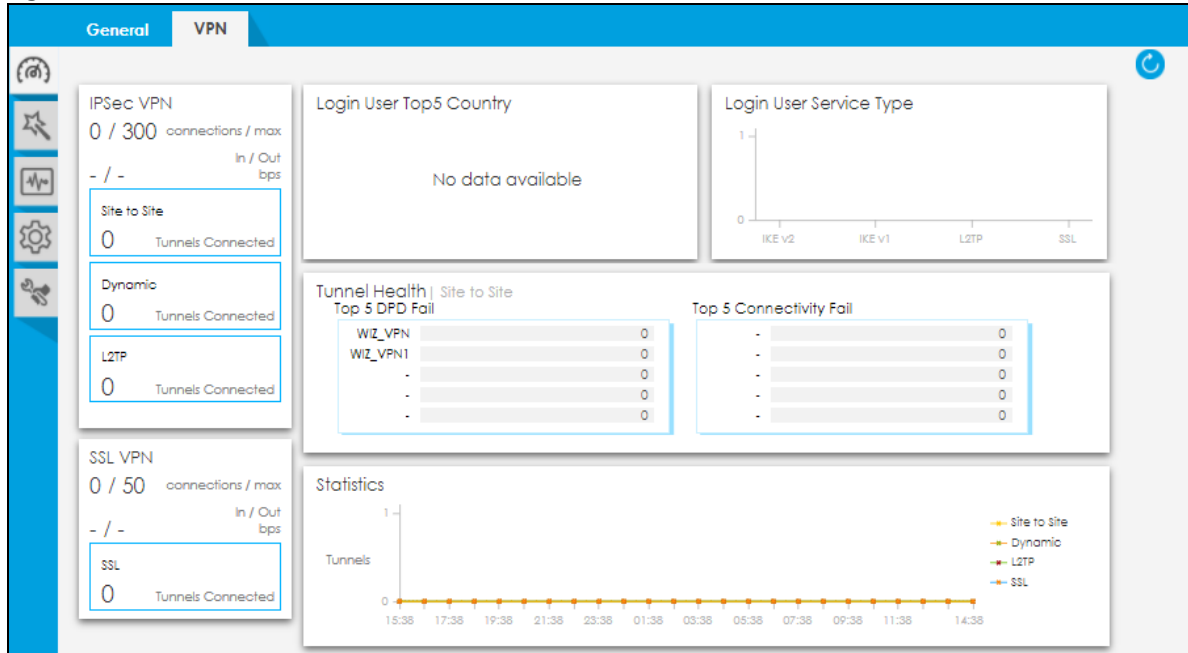 General VPN
IPSec VPN
0 / 300 connections / max
In / Out
- / - bps
Site to Site
0 Tunnels Connected
Dynamic
0 Tunnels Connected
L2TP
0 Tunnels Connected
SSL VPN
0 / 50 connections / max
In / Out
- / - bps
SSL
0 Tunnels Connected
Login User Top5 Country
No data available
Login User Service Type
1
0
IKE v2 IKE v1 L2TP SSL
Tunnel Health | Site to Site
Top 5 DPD Fail
WIZ_VPN 0
WIZ_VPN1 0
- 0
- 0
- 0
Top 5 Connectivity Fail
- 0
- 0
- 0
- 0
- 0
Statistics
1
Tunnels
0
15:38 17:38 19:38 21:38 23:38 01:38 03:38 05:38 07:38 09:38 11:38 14:38
Site to Site
Dynamic
L2TP
SSL